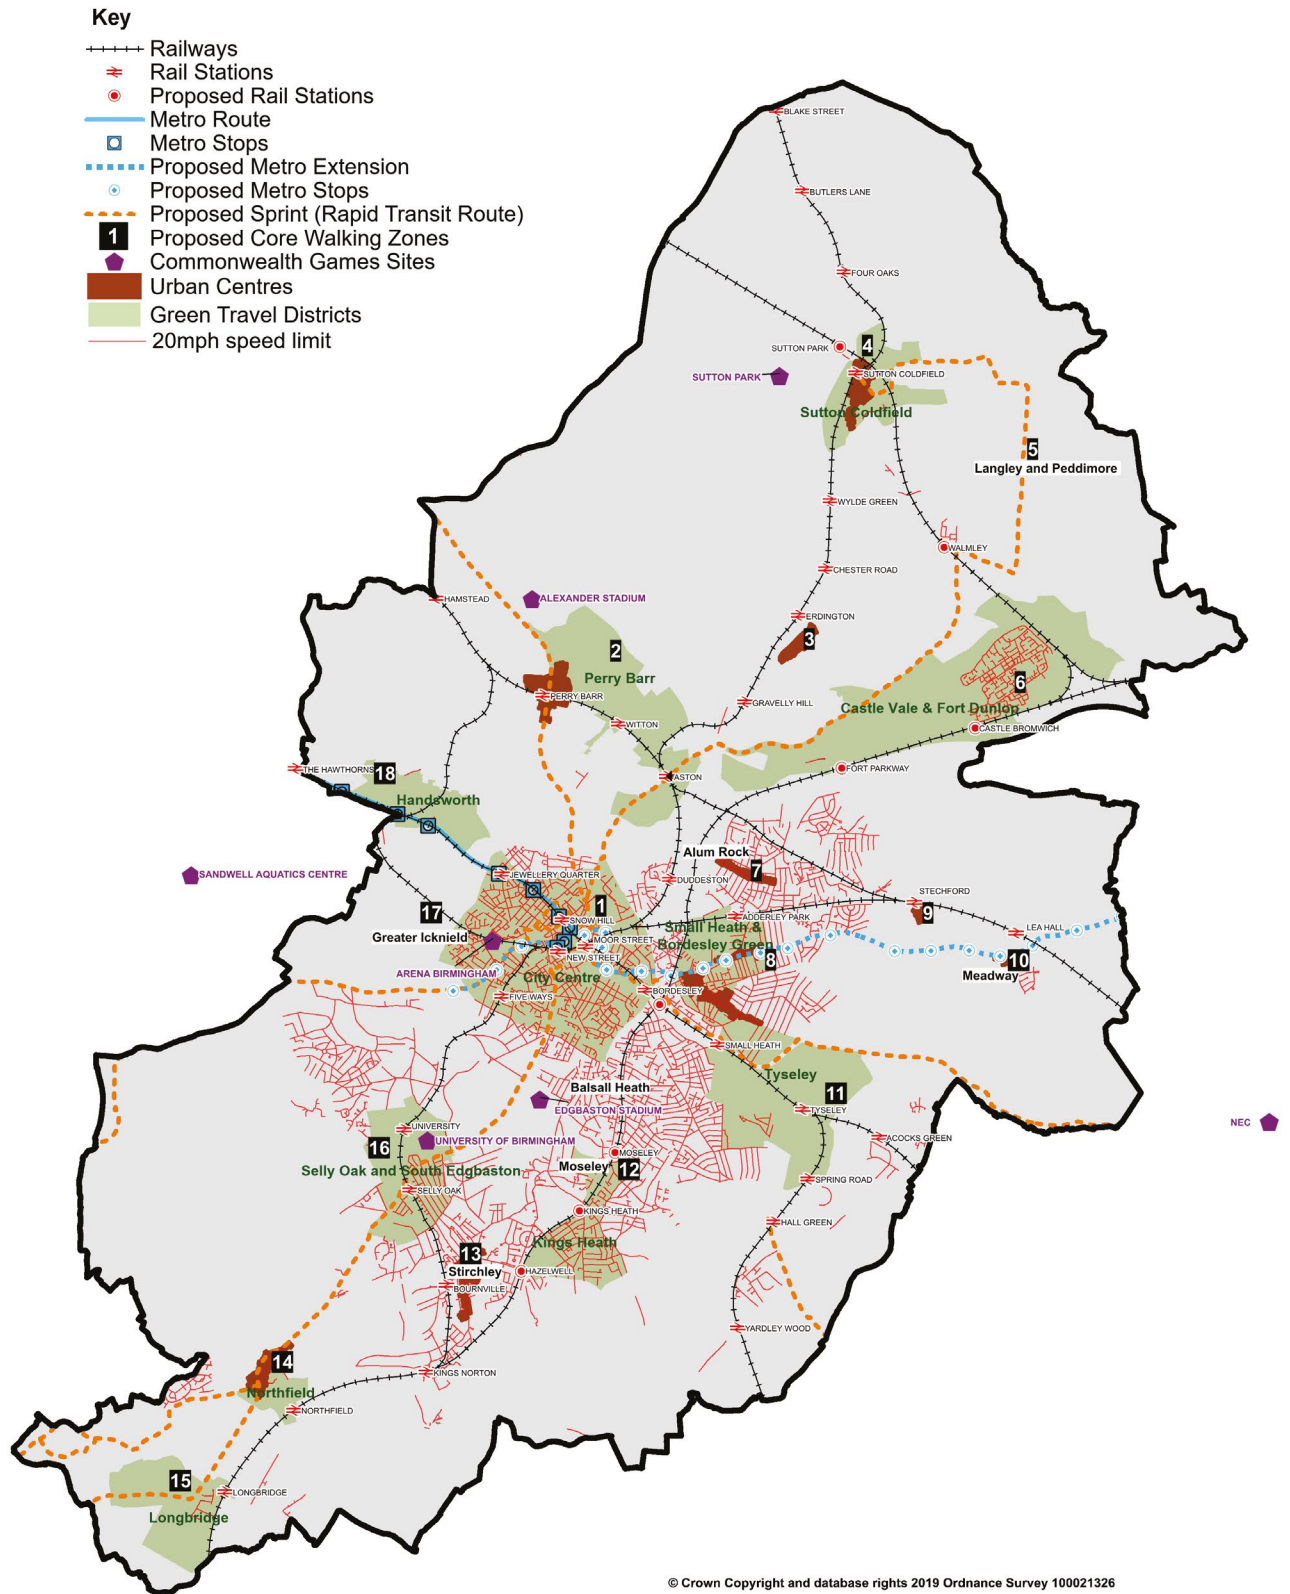 Key
Railways
Rail Stations
Proposed Rail Stations
Metro Route
Metro Stops
Proposed Metro Extension
Proposed Metro Stops
Proposed Sprint (Rapid Transit Route)
1 Proposed Core Walking Zones
Commonwealth Games Sites
Urban Centres
Green Travel Districts
20mph speed limit
BLAKE STREET
BUTLERS LANE
FOUR OAKS
SUTTON PARK
4
SUTTON PARK
SUTTON COLDFIELD
Sutton Coldfield
5
Langley and Peddimore
WYLDE GREEN
WALMLEY
CHESTER ROAD
HAMSTEAD
ALEXANDER STADIUM
ERDINGTON
3
2
Perry Barr
6
PERRY BARR
GRAVELLY HILL
Castle Vale & Fort Dunlop
WITTON
CASTLE BROMWICH
THE HAWTHORNS
18
FORT PARKWAY
ASTON
Handsworth
Alum Rock
7
SANDWELL AQUATICS CENTRE
JEWELLERY QUARTER
DUDDESTON
STECHFORD
17
1
9
SNOW HILL
ADDERLEY PARK
Small Heath &
Bordesley Green
LEA HALL
Greater Icknield
MOOR STREET
NEW STREET
8
10
Meadway
ARENA BIRMINGHAM
City Centre
FIVE WAYS
BORDESLEY
SMALL HEATH
Tyseley
Balsall Heath
11
EDGBASTON STADIUM
TYSELEY
NEC
UNIVERSITY
UNIVERSITY OF BIRMINGHAM
ACOCKS GREEN
16
MOSELEY
Moseley
12
Selly Oak and South Edgbaston
SPRING ROAD
SELLY OAK
KINGS HEATH
HALL GREEN
Kings Heath
13
Stirchley
HAZELWELL
BOURNVILLE
YARDLEY WOOD
14
KINGS NORTON
Northfield
NORTHFIELD
15
LONGBRIDGE
Longbridge
© Crown Copyright and database rights 2019 Ordnance Survey 100021326